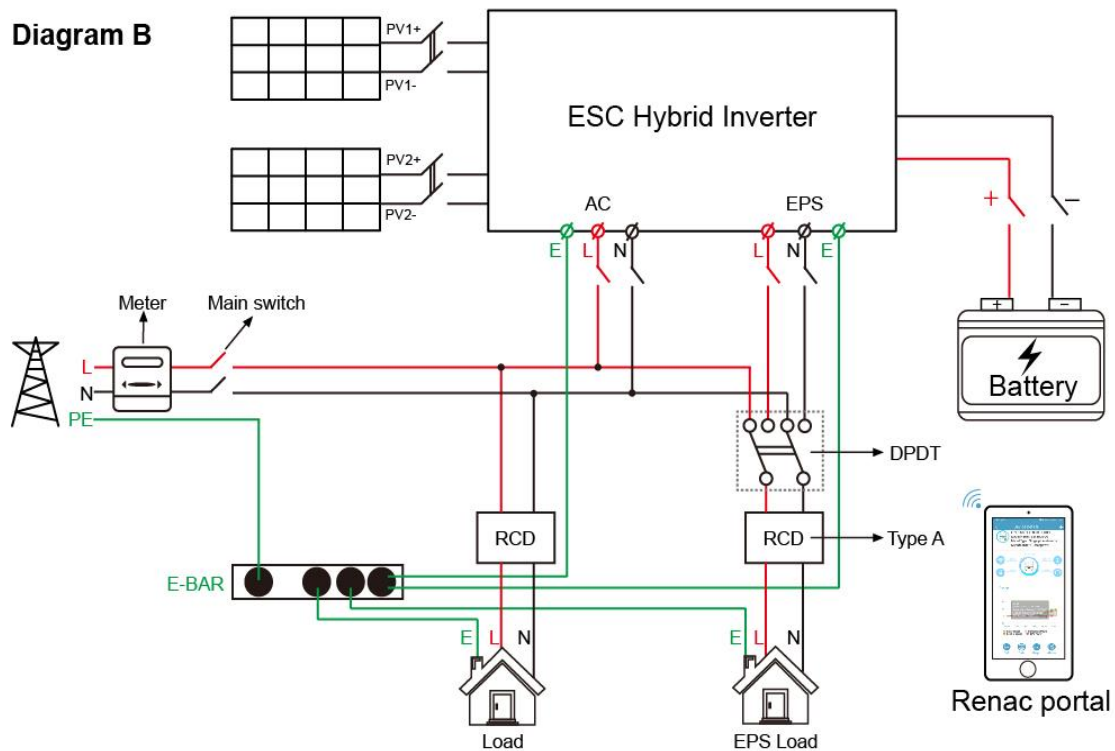 Diagram B
PV1+
PV1-
PV2+
PV2-
ESC Hybrid Inverter
AC
EPS
E
L
N
L
N
E
+
−
Meter
Main switch
L
N
PE
+
−
Battery
DPDT
RCD
RCD
Type A
E-BAR
E
L
N
E
L
N
Load
EPS Load
Renac portal